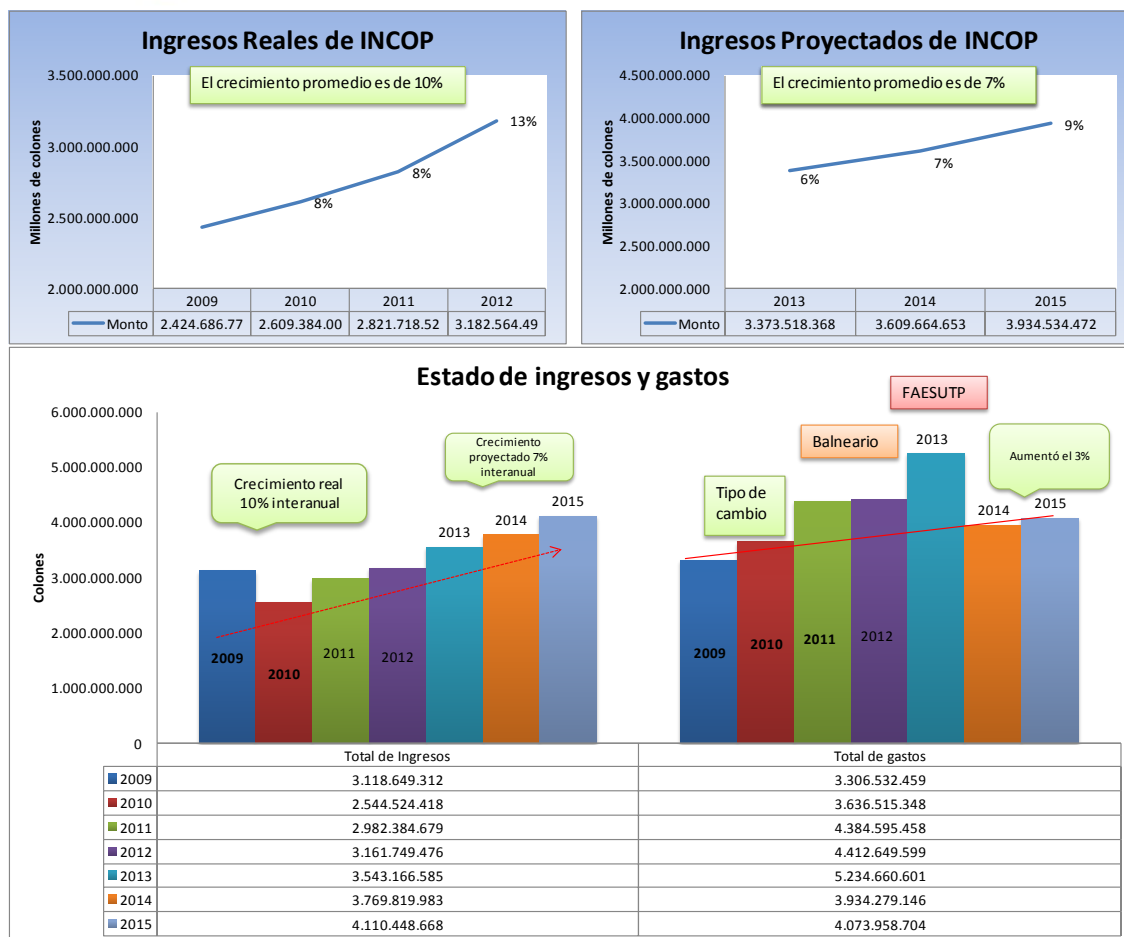 Ingresos Reales de INCOP
El crecimiento promedio es de 10%
Millones de colones
3.500.000.000
3.000.000.000
2.500.000.000
2.000.000.000
8%
8%
13%
2009 2010 2011 2012
Monto 2.424.686.77 2.609.384.00 2.821.718.52 3.182.564.49
Ingresos Proyectados de INCOP
El crecimiento promedio es de 7%
Millones de colones
4.500.000.000
4.000.000.000
3.500.000.000
3.000.000.000
2.500.000.000
2.000.000.000
6%
7%
9%
2013 2014 2015
Monto 3.373.518.368 3.609.664.653 3.934.534.472
Estado de ingresos y gastos
Colones
6.000.000.000
5.000.000.000
4.000.000.000
3.000.000.000
2.000.000.000
1.000.000.000
0
Crecimiento real
10% interanual
Crecimiento
proyectado 7%
interanual
2009
2010
2011
2012
2013
2014
2015
Tipo de
cambio
Balneario
FAESUTP
Aumentó el 3%
2009
2010
2011
2012
2013
2014
2015
Total de Ingresos Total de gastos
2009 3.118.649.312 3.306.532.459
2010 2.544.524.418 3.636.515.348
2011 2.982.384.679 4.384.595.458
2012 3.161.749.476 4.412.649.599
2013 3.543.166.585 5.234.660.601
2014 3.769.819.983 3.934.279.146
2015 4.110.448.668 4.073.958.704